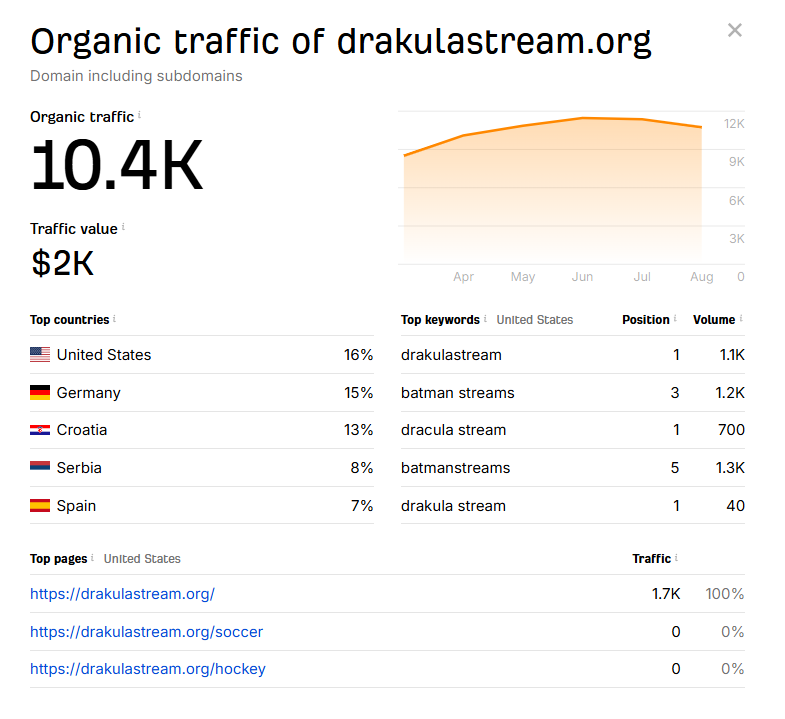 Organic traffic of drakulastream.org
Domain including subdomains
Organic traffic i
10.4K
Traffic value i
$2K
12K
9K
6K
3K
0
Apr May Jun Jul Aug
Top countries i
United States 16%
Germany 15%
Croatia 13%
Serbia 8%
Spain 7%
Top keywords i United States Position i Volume i
drakulastream 1 1.1K
batman streams 3 1.2K
dracula stream 1 700
batmanstreams 5 1.3K
drakula stream 1 40
Top pages i United States Traffic i
https://drakulastream.org/ 1.7K 100%
https://drakulastream.org/soccer 0 0%
https://drakulastream.org/hockey 0 0%